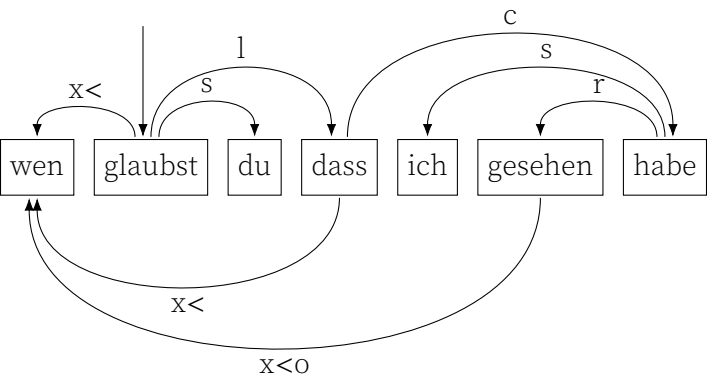 c
l s
x< s r
wen glaubst du dass ich gesehen habe
x<
x<o